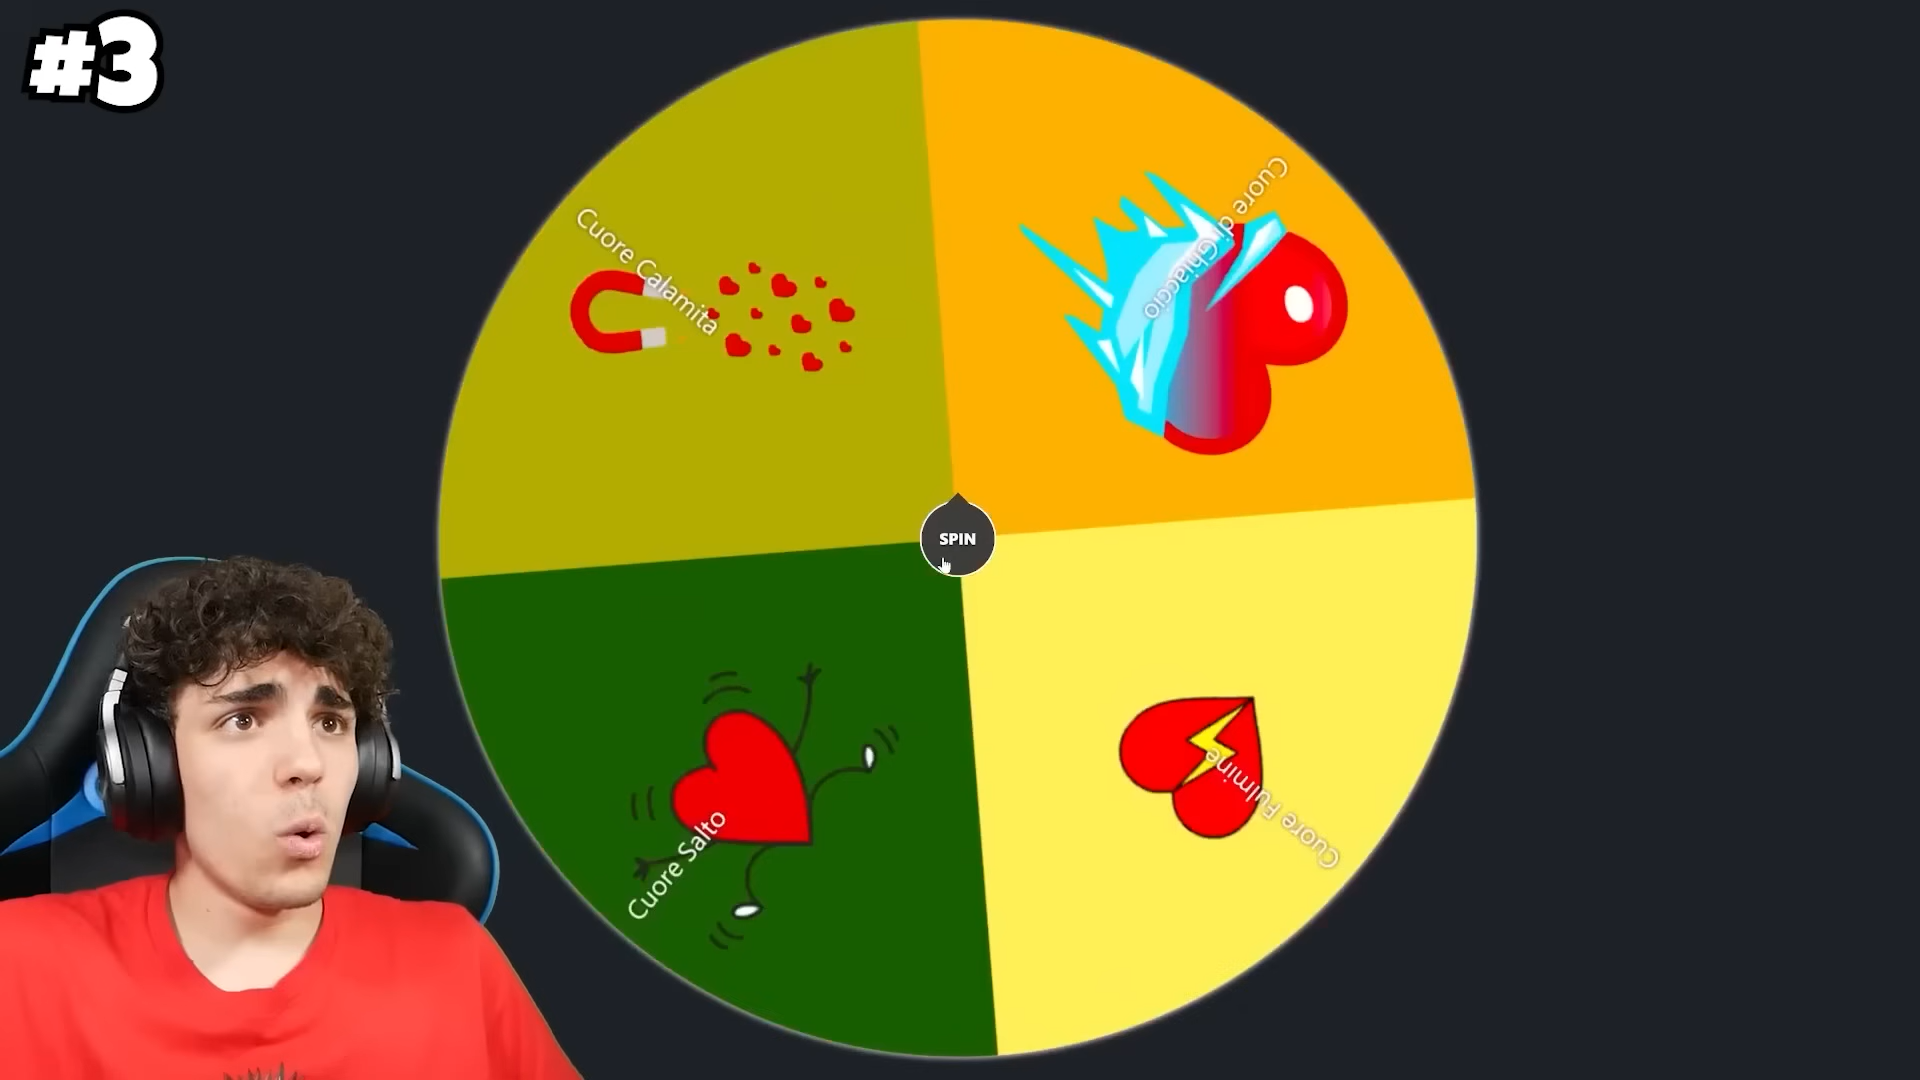 #3
Cuore Calamita
Cuore di Ghiaccio
SPIN
Cuore Salto
Cuore Fulmine